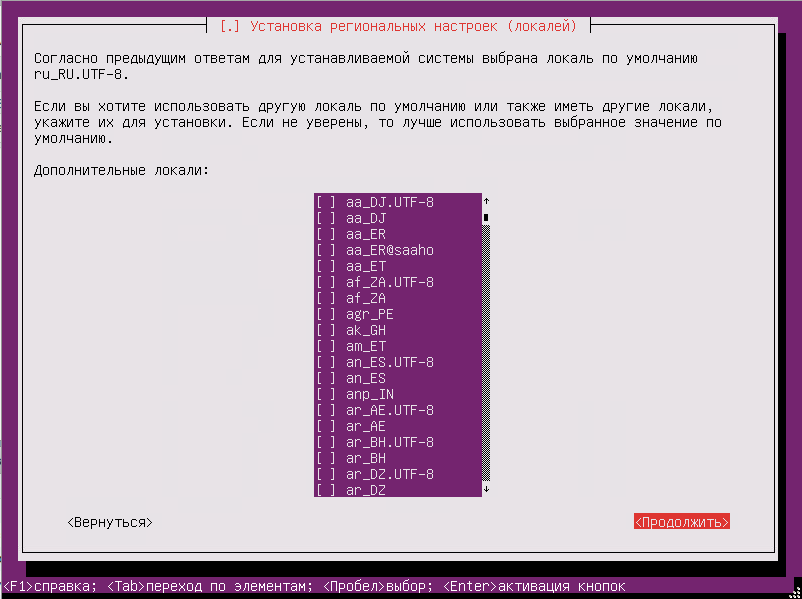 [.] Установка региональных настроек (локалей)
Согласно предыдущим ответам для устанавливаемой системы выбрана локаль по умолчанию
ru_RU.UTF-8.
Если вы хотите использовать другую локаль по умолчанию или также иметь другие локали,
укажите их для установки. Если не уверены, то лучше использовать выбранное значение по
умолчанию.
Дополнительные локали:
[ ] aa_DJ.UTF-8
[ ] aa_DJ
[ ] aa_ER
[ ] aa_ER@saaho
[ ] aa_ET
[ ] af_ZA.UTF-8
[ ] af_ZA
[ ] agr_PE
[ ] ak_GH
[ ] am_ET
[ ] an_ES.UTF-8
[ ] an_ES
[ ] anp_IN
[ ] ar_AE.UTF-8
[ ] ar_AE
[ ] ar_BH.UTF-8
[ ] ar_BH
[ ] ar_DZ.UTF-8
[ ] ar_DZ
<Вернуться> <Продолжить>
<F1>справка; <Tab>переход по элементам; <Пробел>выбор; <Enter>активация кнопок